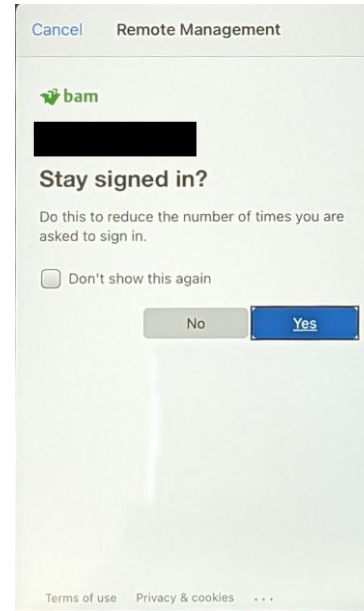 Cancel Remote Management
bam
Stay signed in?
Do this to reduce the number of times you are
asked to sign in.
Don't show this again
No Yes
Terms of use Privacy & cookies ...